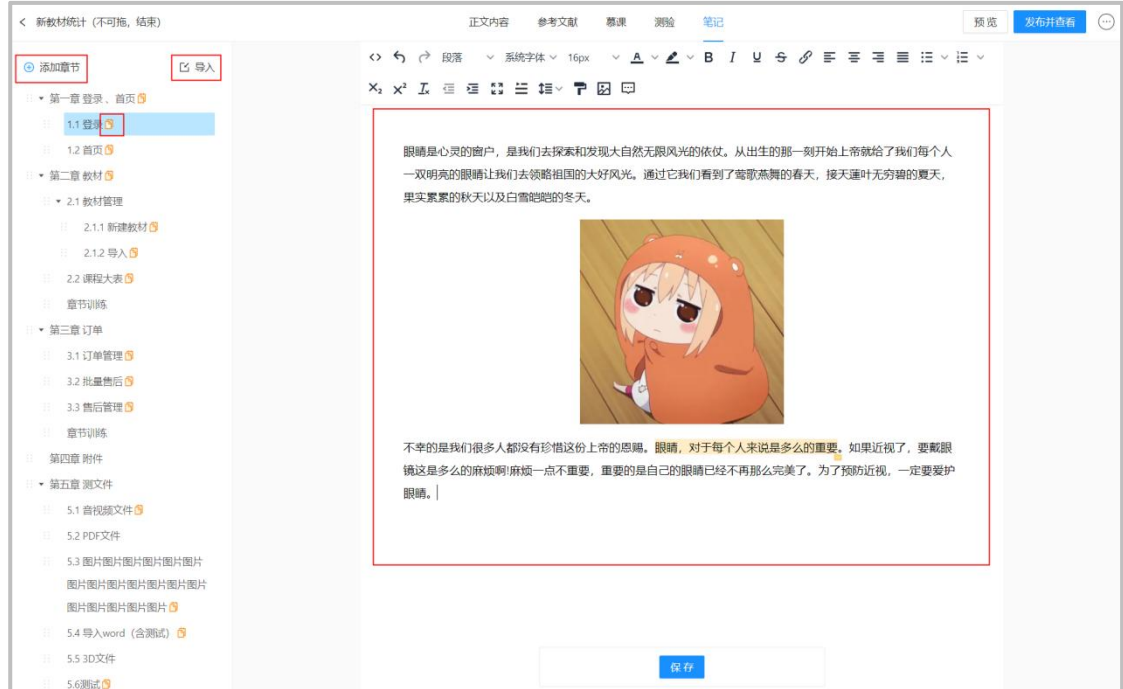 新教材统计（不可拖，结束）
正文内容 参考文献 慕课 测验 笔记
预览 发布并查看
添加章节 导入
段落 系统字体 16px
第一章 登录、首页
1.1 登录
1.2 首页
第二章 教材
2.1 教材管理
2.1.1 新建教材
2.1.2 导入
2.2 课程大表
章节训练
第三章 订单
3.1 订单管理
3.2 批量售后
3.3 售后管理
章节训练
第四章 附件
第五章 测文件
5.1 音视频文件
5.2 PDF文件
5.3 图片图片图片图片图片图片
图片图片图片图片图片图片图片
图片图片图片图片图片
5.4 导入word（含测试）
5.5 3D文件
5.6测试
眼睛是心灵的窗户，是我们去探索和发现大自然无限风光的依仗。从出生的那一刻开始上帝就给了我们每个人
一双明亮的眼睛让我们去领略祖国的大好风光。通过它我们看到了莺歌燕舞的春天，接天蓮叶无穷碧的夏天，
果实累累的秋天以及白雪皑皑的冬天。
不幸的是我们很多人都没有珍惜这份上帝的恩赐。眼睛，对于每个人来说是多么的重要。如果近视了，要戴眼
镜这是多么的麻烦啊!麻烦一点不重要，重要的是自己的眼睛已经不再那么完美了。为了预防近视，一定要爱护
眼睛。
保存